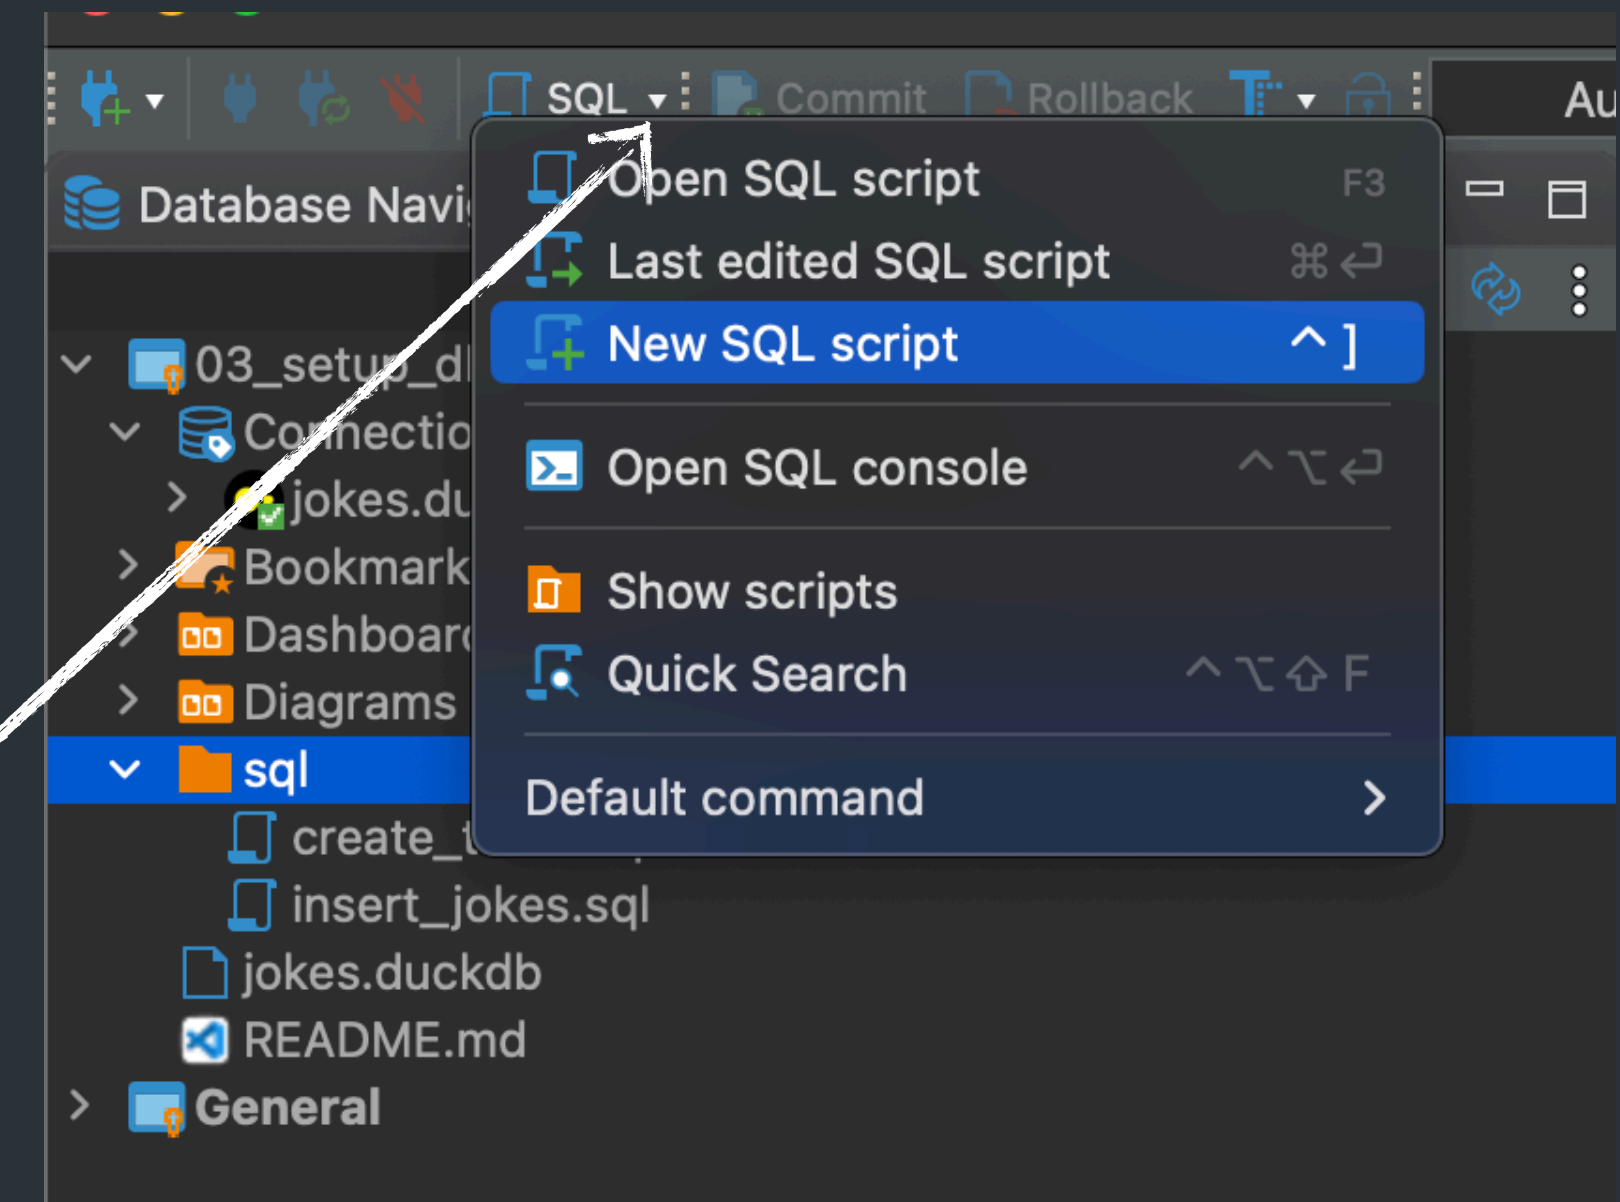 SQL Commit Rollback T Au
Database Navi
Open SQL script F3
Last edited SQL script ⌘ ↩
New SQL script ^ ]
Open SQL console ^ ⌥ ↩
Show scripts
Quick Search ^ ⌥ ⇧ F
Default command
03_setup_d
Connectio
jokes.du
Bookmark
Dashboard
Diagrams
sql
create_t
insert_jokes.sql
jokes.duckdb
README.md
General